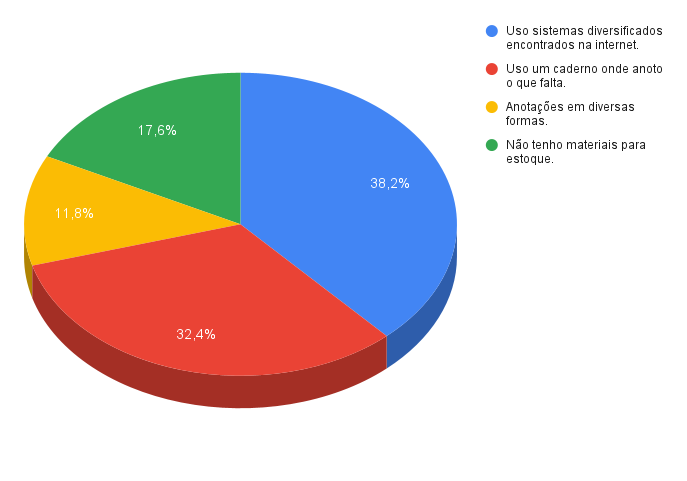 Uso sistemas diversificados
encontrados na internet.
Uso um caderno onde anoto
o que falta.
Anotações em diversas
formas.
Não tenho materiais para
estoque.
17,6%
38,2%
11,8%
32,4%